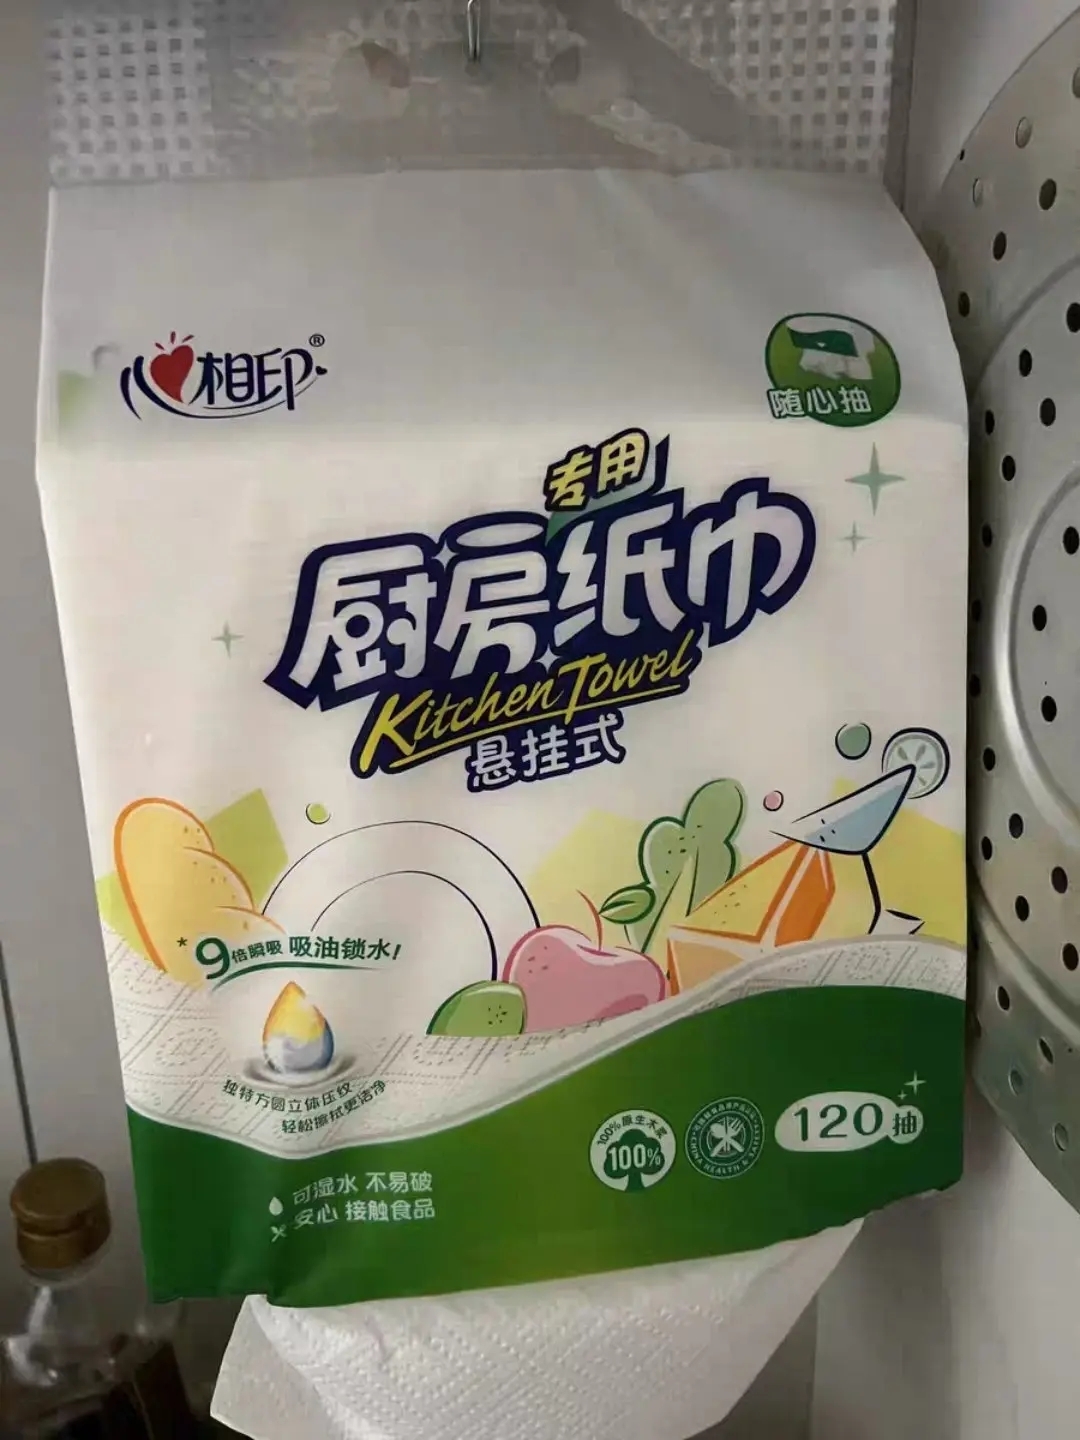 心相印®
随心抽
专用
厨房纸巾
Kitchen Towel
悬挂式
*9倍瞬吸 吸油锁水!
独特方圆立体压纹
轻松擦拭更洁净
100%原生木浆
100%
CHINA HEALTH &
120抽
可湿水 不易破
安心 接触食品